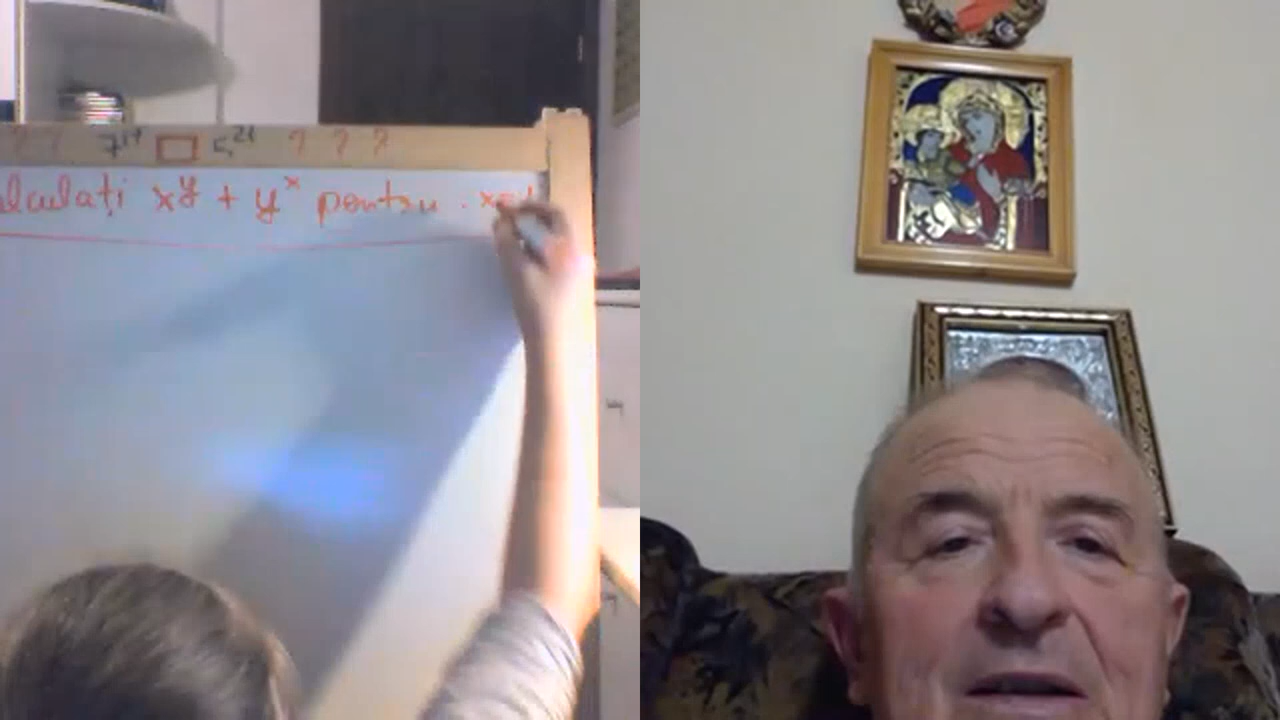 ? ? 7¹⁴ □ 5²¹ ? ? ?
alculați xʸ + yˣ pentru . x=